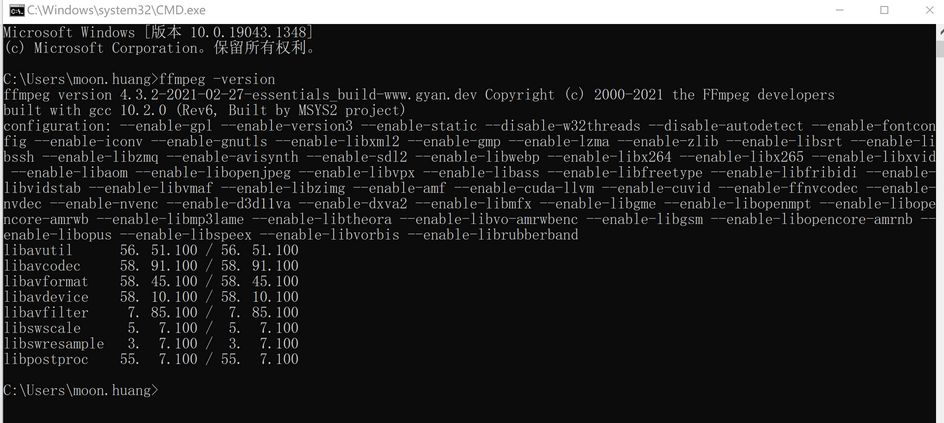 C:\Windows\system32\CMD.exe
Microsoft Windows [版本 10.0.19043.1348]
(c) Microsoft Corporation。保留所有权利。
C:\Users\moon.huang>ffmpeg -version
ffmpeg version 4.3.2-2021-02-27-essentials_build-www.gyan.dev Copyright (c) 2000-2021 the FFmpeg developers
built with gcc 10.2.0 (Rev6, Built by MSYS2 project)
configuration: --enable-gpl --enable-version3 --enable-static --disable-w32threads --disable-autodetect --enable-fontcon
fig --enable-iconv --enable-gnutls --enable-libxml2 --enable-gmp --enable-lzma --enable-zlib --enable-libsrt --enable-li
bssh --enable-libzmq --enable-avisynth --enable-sdl2 --enable-libwebp --enable-libx264 --enable-libx265 --enable-libxvid
 --enable-libaom --enable-libopenjpeg --enable-libvpx --enable-libass --enable-libfreetype --enable-libfribidi --enable-
libvidstab --enable-libvmaf --enable-libzimg --enable-amf --enable-cuda-llvm --enable-cuvid --enable-ffnvcodec --enable-
nvdec --enable-nvenc --enable-d3d11va --enable-dxva2 --enable-libmfx --enable-libgme --enable-libopenmpt --enable-libope
ncore-amrwb --enable-libmp3lame --enable-libtheora --enable-libvo-amrwbenc --enable-libgsm --enable-libopencore-amrnb --
enable-libopus --enable-libspeex --enable-libvorbis --enable-librubberband
libavutil      56. 51.100 / 56. 51.100
libavcodec     58. 91.100 / 58. 91.100
libavformat    58. 45.100 / 58. 45.100
libavdevice    58. 10.100 / 58. 10.100
libavfilter     7. 85.100 /  7. 85.100
libswscale      5.  7.100 /  5.  7.100
libswresample   3.  7.100 /  3.  7.100
libpostproc    55.  7.100 / 55.  7.100
C:\Users\moon.huang>